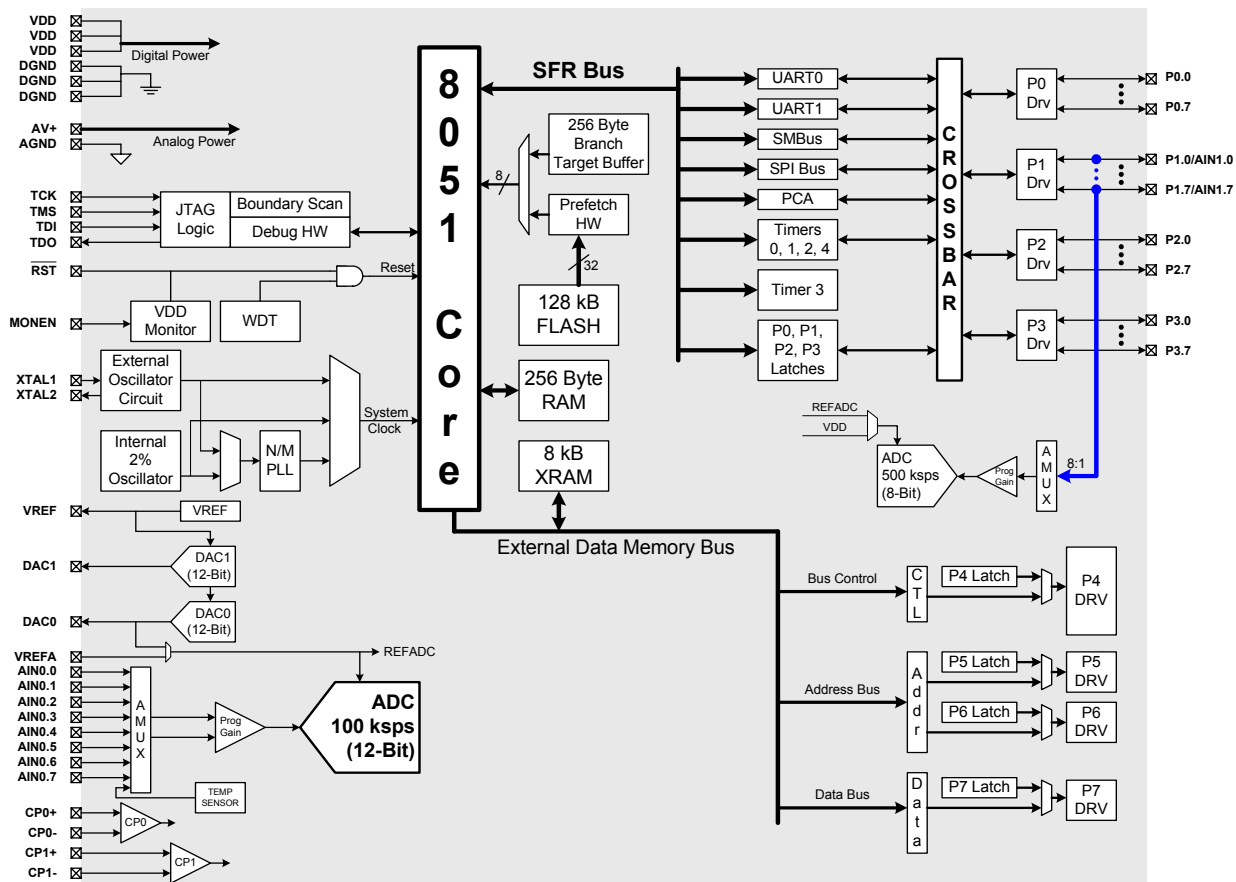 VDD
VDD
VDD
Digital Power
DGND
DGND
DGND
AV+
Analog Power
AGND
TCK
TMS
TDI
TDO
JTAG
Logic
Boundary Scan
Debug HW
RST
Reset
MONEN
VDD
Monitor
WDT
XTAL1
XTAL2
External
Oscillator
Circuit
Internal
2%
Oscillator
N/M
PLL
System
Clock
VREF
VREF
DAC1
DAC1
(12-Bit)
DAC0
DAC0
(12-Bit)
VREFA
REFADC
AIN0.0
AIN0.1
AIN0.2
AIN0.3
AIN0.4
AIN0.5
AIN0.6
AIN0.7
AMUX
Prog
Gain
ADC
100 ksps
(12-Bit)
TEMP
SENSOR
CP0+
CP0-
CP0
CP1+
CP1-
CP1
8051 Core
SFR Bus
256 Byte
Branch
Target Buffer
8
Prefetch
HW
32
128 kB
FLASH
256 Byte
RAM
8 kB
XRAM
External Data Memory Bus
UART0
UART1
SMBus
SPI Bus
PCA
Timers
0, 1, 2, 4
Timer 3
P0, P1,
P2, P3
Latches
CROSSBAR
P0
Drv
P1
Drv
P2
Drv
P3
Drv
P0.0
P0.7
P1.0/AIN1.0
P1.7/AIN1.7
P2.0
P2.7
P3.0
P3.7
REFADC
VDD
ADC
500 ksps
(8-Bit)
Prog
Gain
AMUX
8:1
Bus Control
CTL
P4 Latch
P4
DRV
Address Bus
Addr
P5 Latch
P5
DRV
P6 Latch
P6
DRV
Data Bus
Data
P7 Latch
P7
DRV